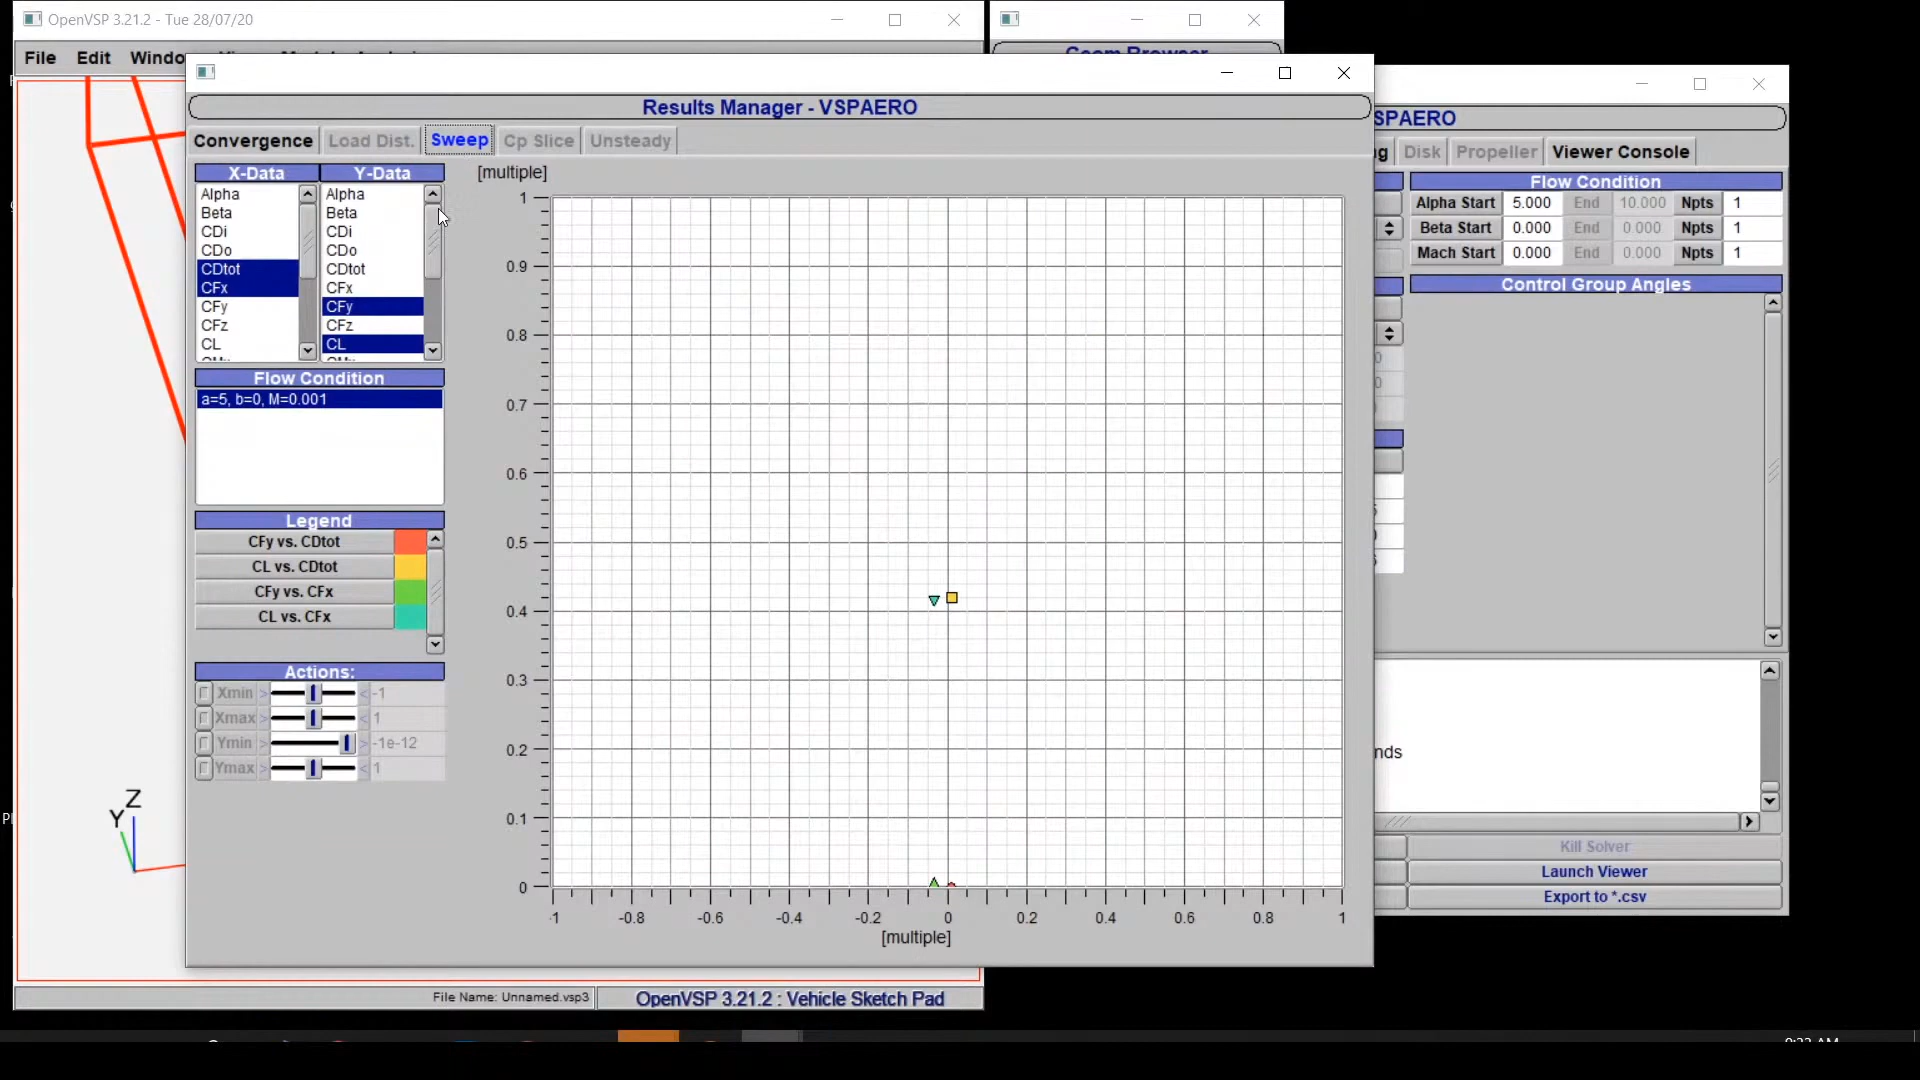 OpenVSP 3.21.2 - Tue 28/07/20
File Edit Windo
Geom Browser
Results Manager - VSPAERO
SPAERO
Convergence Load Dist. Sweep Cp Slice Unsteady
ng Disk Propeller Viewer Console
X-Data Y-Data
Alpha Alpha
Beta Beta
CDi CDi
CDo CDo
CDtot CDtot
CFx CFx
CFy CFy
CFz CFz
CL CL
Flow Condition
a=5, b=0, M=0.001
Legend
CFy vs. CDtot
CL vs. CDtot
CFy vs. CFx
CL vs. CFx
Actions:
Xmin > < -1
Xmax > < 1
Ymin > > -1e-12
Ymax > < 1
[multiple]
1
0.9
0.8
0.7
0.6
0.5
0.4
0.3
0.2
0.1
0
-1 -0.8 -0.6 -0.4 -0.2 0 0.2 0.4 0.6 0.8 1
[multiple]
Flow Condition
Alpha Start 5.000 End 10.000 Npts 1
Beta Start 0.000 End 0.000 Npts 1
Mach Start 0.000 End 0.000 Npts 1
Control Group Angles
nds
Kill Solver
Launch Viewer
Export to *.csv
Z
Y
File Name: Unnamed.vsp3
OpenVSP 3.21.2 : Vehicle Sketch Pad